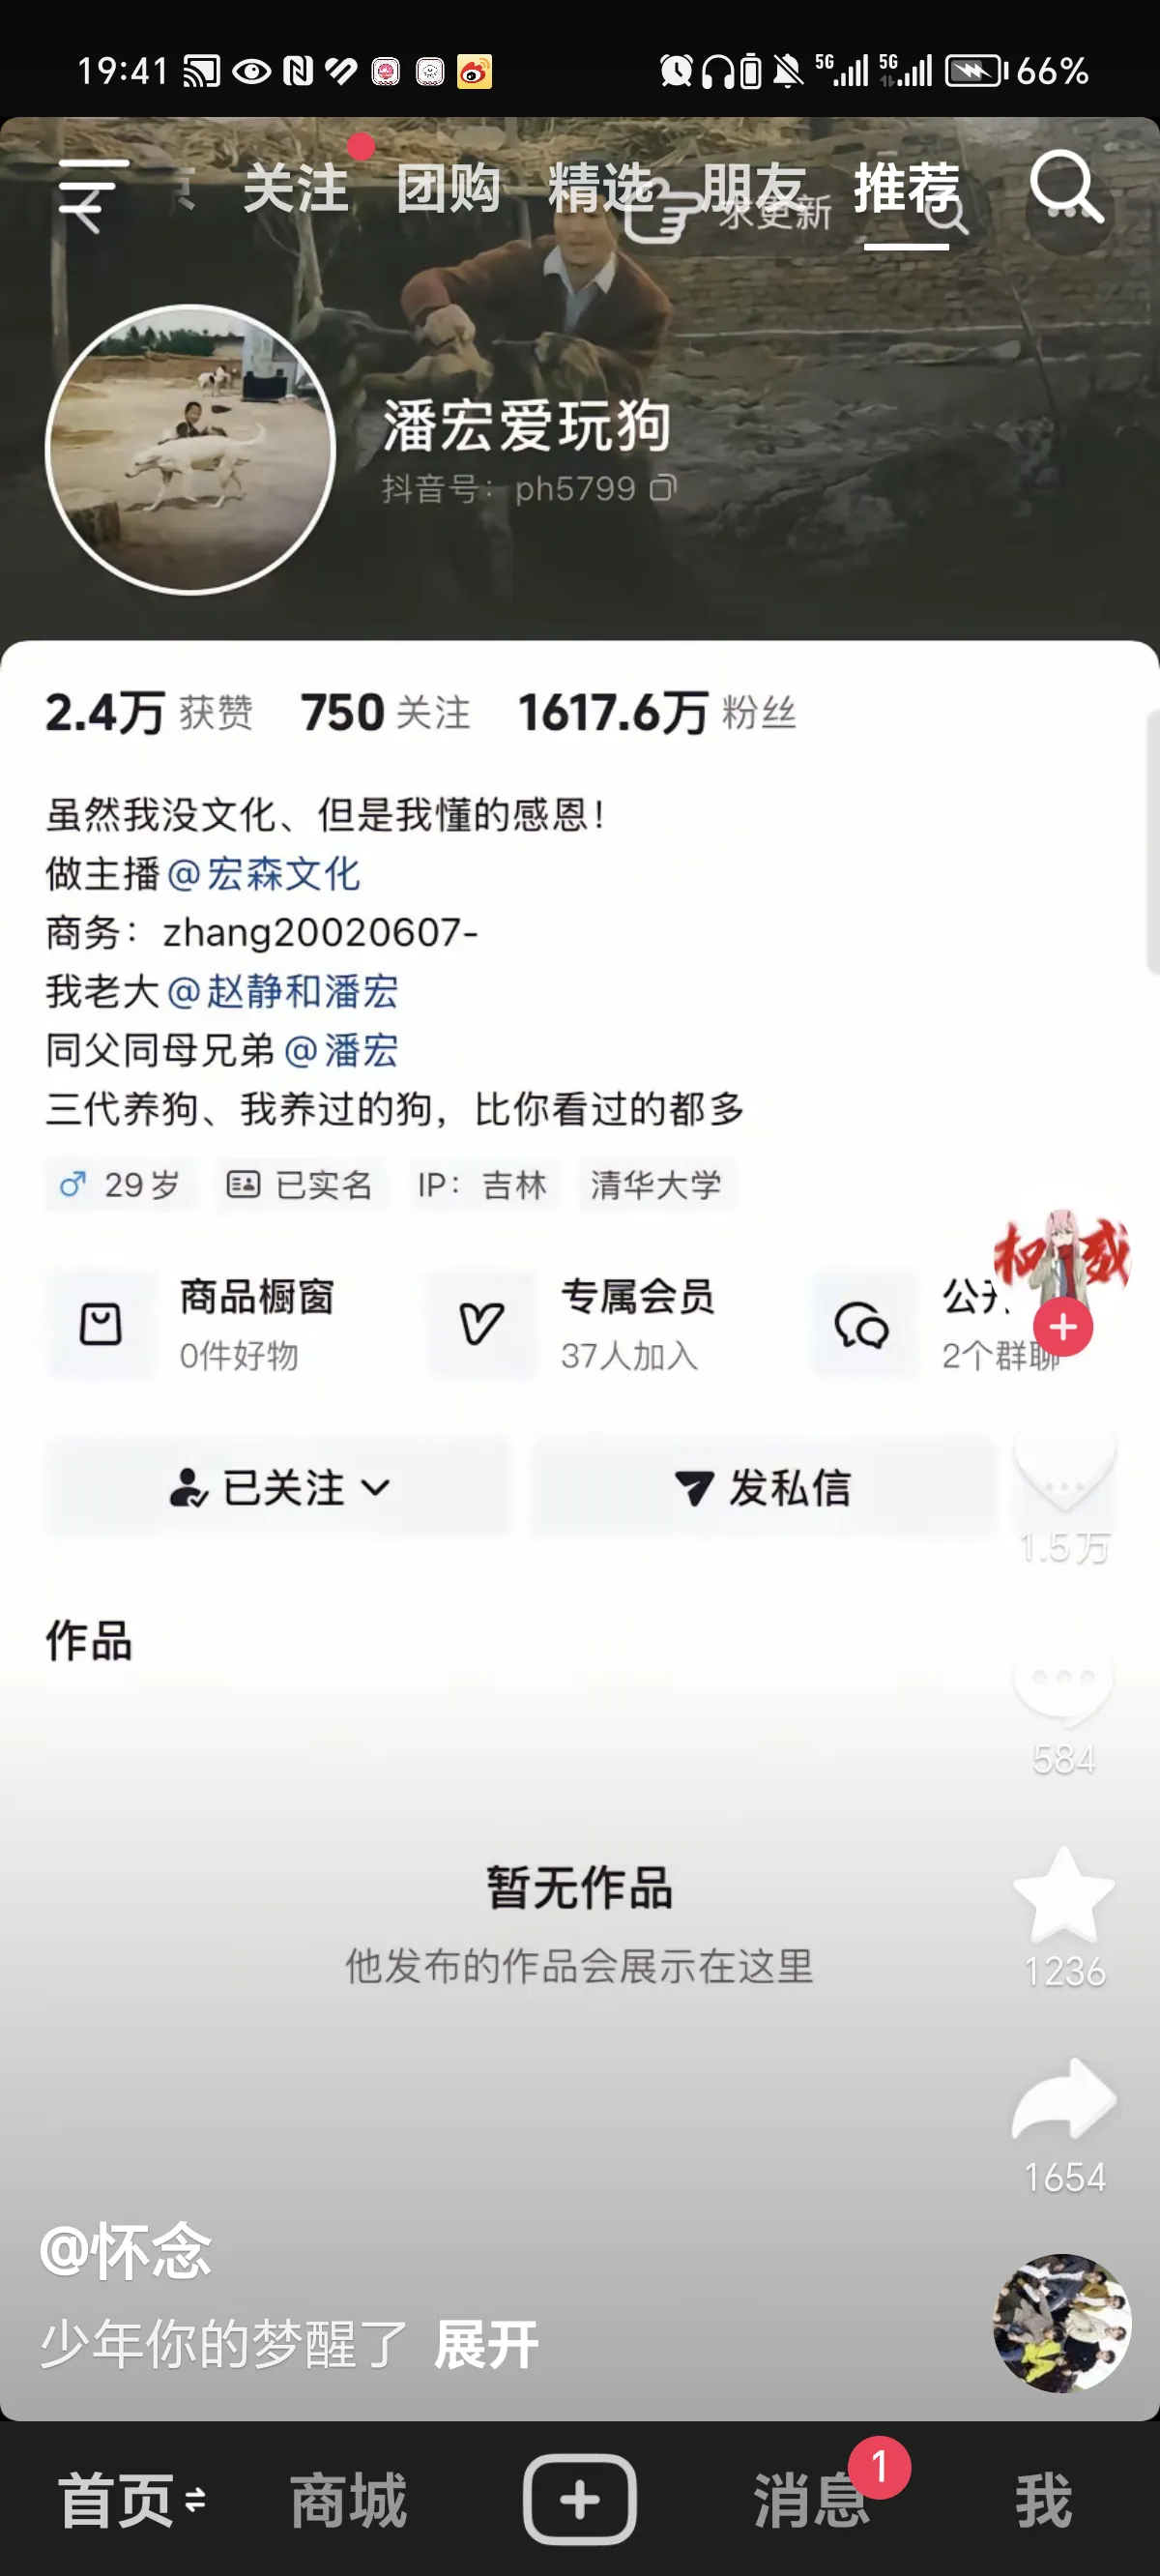 19:41
5G
5G
66%
关注
团购
精选
朋友
推荐
求更新
潘宏爱玩狗
抖音号：ph5799
2.4万 获赞 750 关注 1617.6万 粉丝
虽然我没文化、但是我懂的感恩！
做主播@宏森文化
商务：zhang20020607-
我老大@赵静和潘宏
同父同母兄弟@潘宏
三代养狗、我养过的狗，比你看过的都多
29岁 已实名 IP：吉林 清华大学
权威
商品橱窗 专属会员 公开
0件好物 37人加入 2个群聊
已关注 发私信
1.5万
作品
584
暂无作品
他发布的作品会展示在这里
1236
1654
@怀念
少年你的梦醒了 展开
首页 商城 消息 1 我